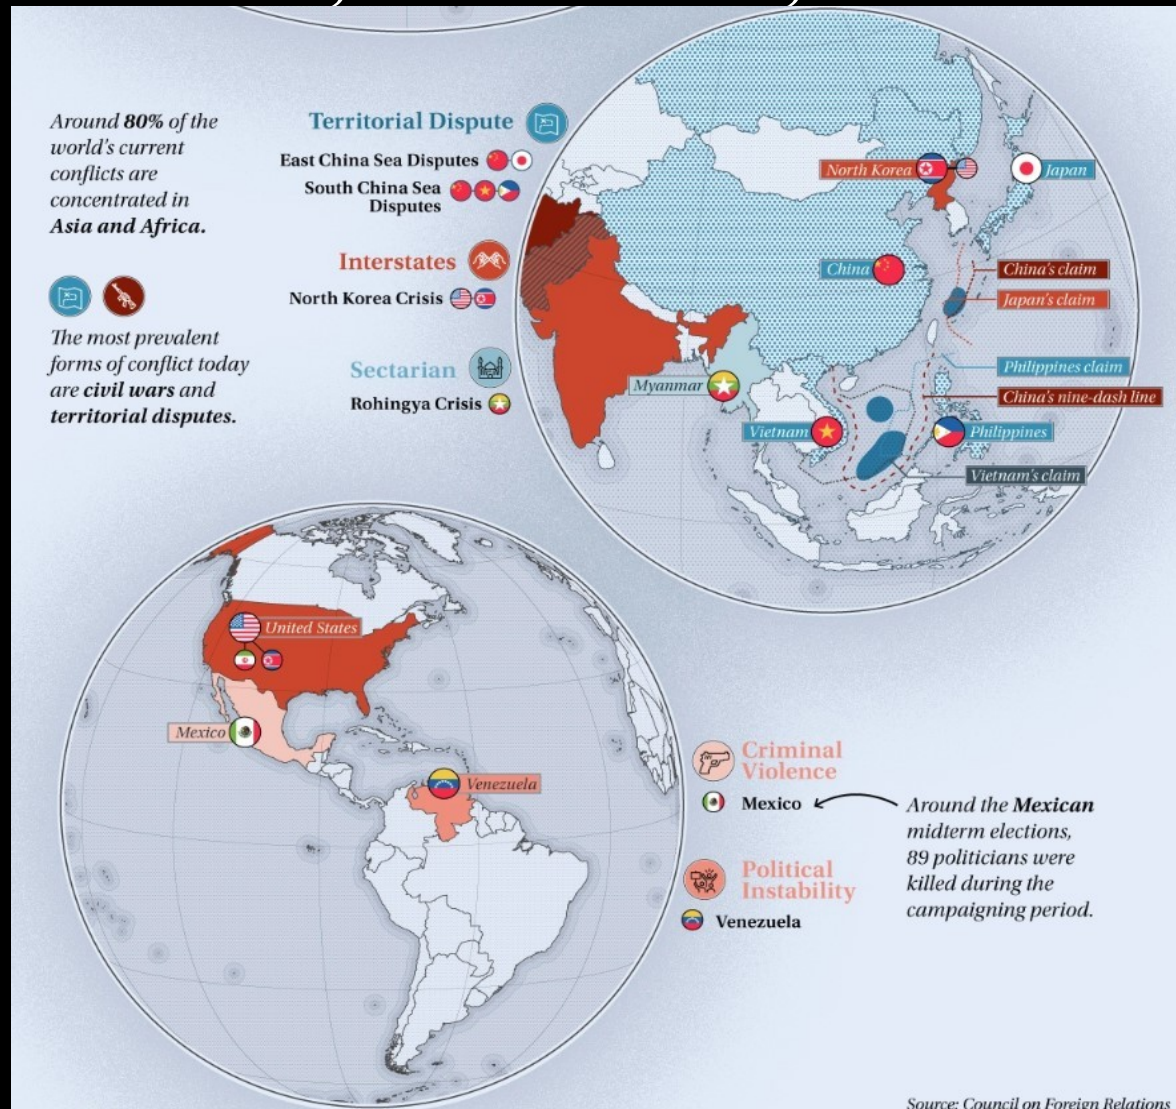 Around 80% of the
world's current
conflicts are
concentrated in
Asia and Africa.
The most prevalent
forms of conflict today
are civil wars and
territorial disputes.
Territorial Dispute
East China Sea Disputes
South China Sea
Disputes
Interstates
North Korea Crisis
Sectarian
Rohingya Crisis
North Korea
Japan
China
China's claim
Japan's claim
Philippines claim
China's nine-dash line
Myanmar
Vietnam
Philippines
Vietnam's claim
United States
Mexico
Venezuela
Criminal
Violence
Mexico
Around the Mexican
midterm elections,
89 politicians were
killed during the
campaigning period.
Political
Instability
Venezuela
Source: Council on Foreign Relations